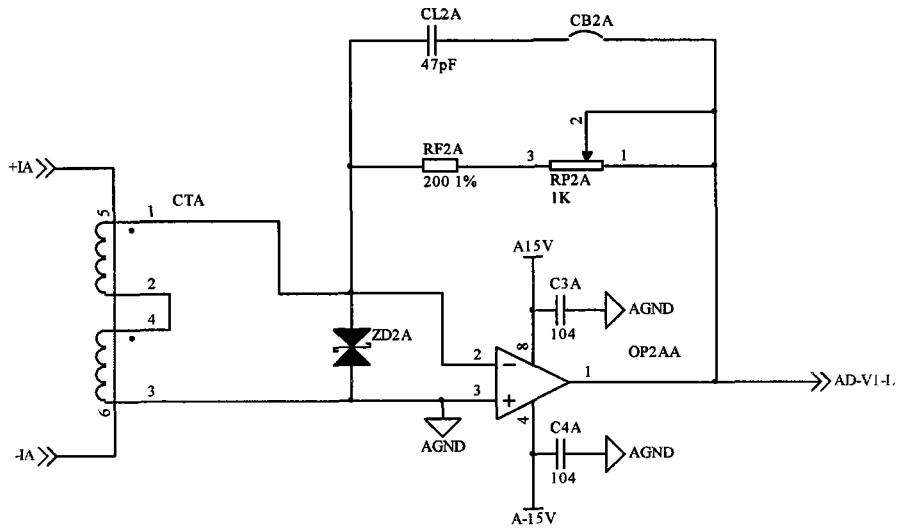 CL2A
CB2A
47pF
2
RF2A
3
1
200 1%
RP2A
1K
+IA
CTA
5
1
A15V
2
4
ZD2A
C3A
AGND
104
8
OP2AA
2
1
AD-V1-L
3
3
6
4
AGND
C4A
AGND
104
-IA
A-15V